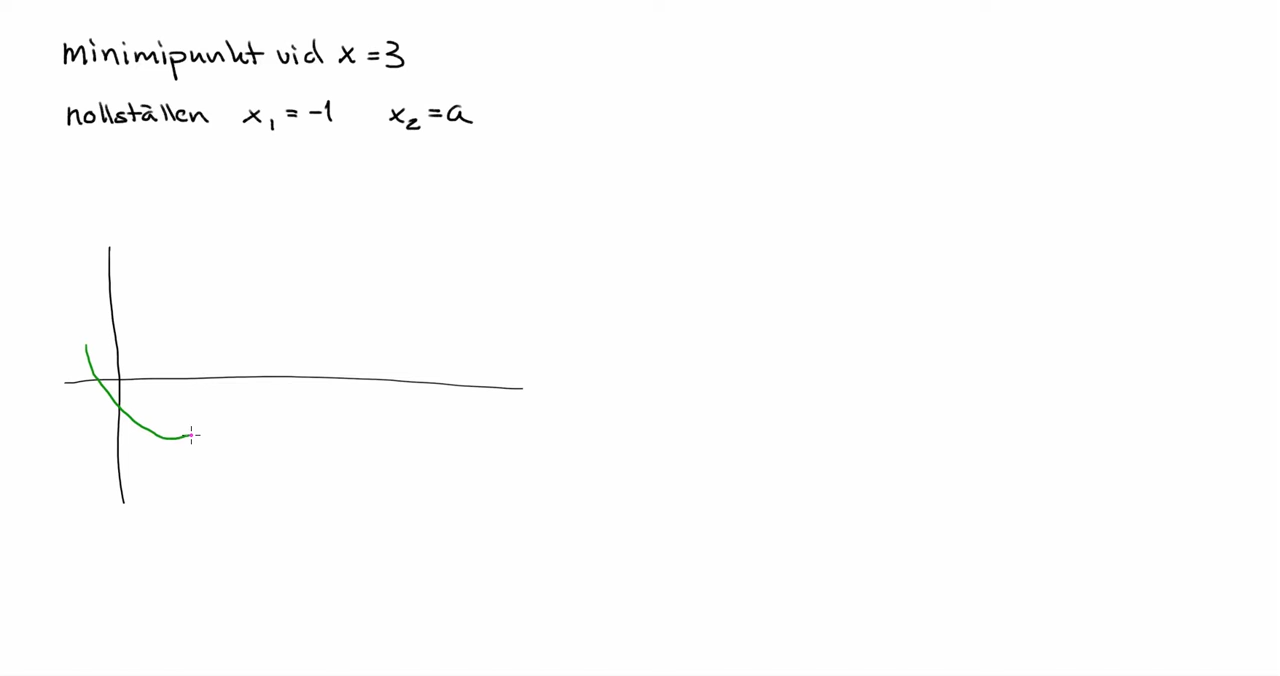 minimipunkt vid x = 3
nollställen x₁ = -1 x₂ = a